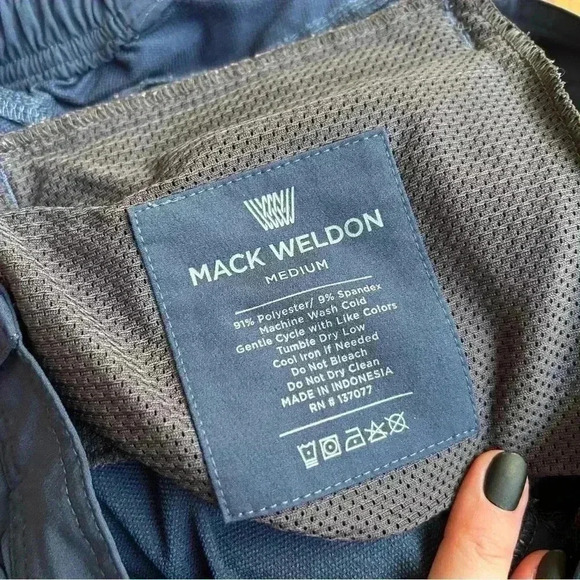 MACK WELDON
MEDIUM
91% Polyester/ 9% Spandex
Machine Wash Cold
Gentle Cycle with Like Colors
Tumble Dry Low
Cool Iron if Needed
Do Not Bleach
Do Not Dry Clean
MADE IN INDONESIA
RN # 137077